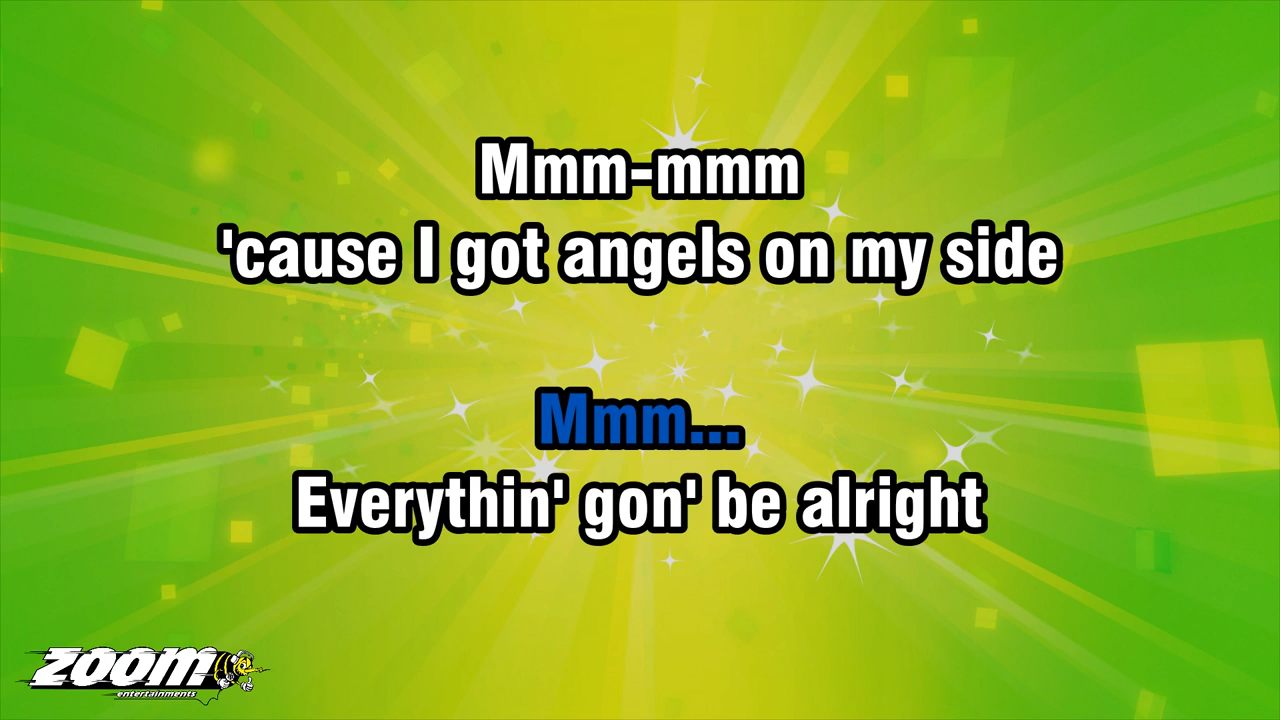 Mmm-mmm
'cause I got angels on my side
Mmm...
Everythin' gon' be alright
zoom
entertainments